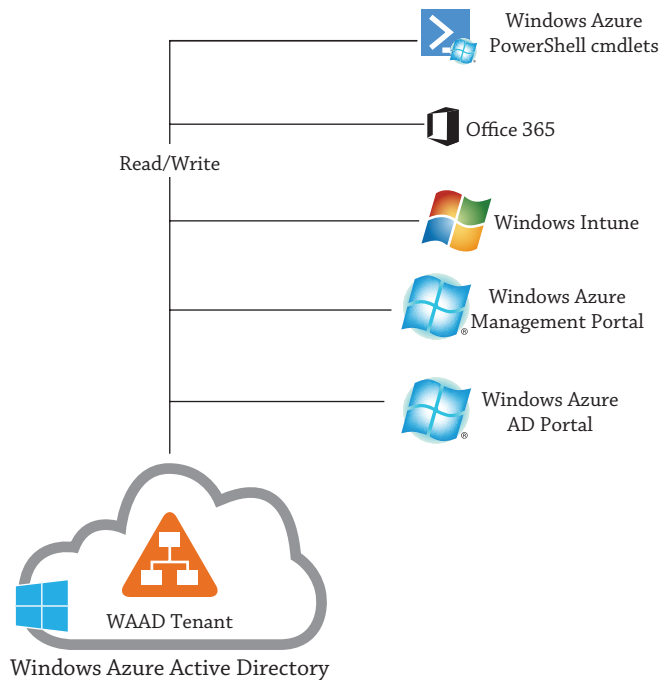 Windows Azure
PowerShell cmdlets
Office 365
Read/Write
Windows Intune
Windows Azure
Management Portal
Windows Azure
AD Portal
WAAD Tenant
Windows Azure Active Directory